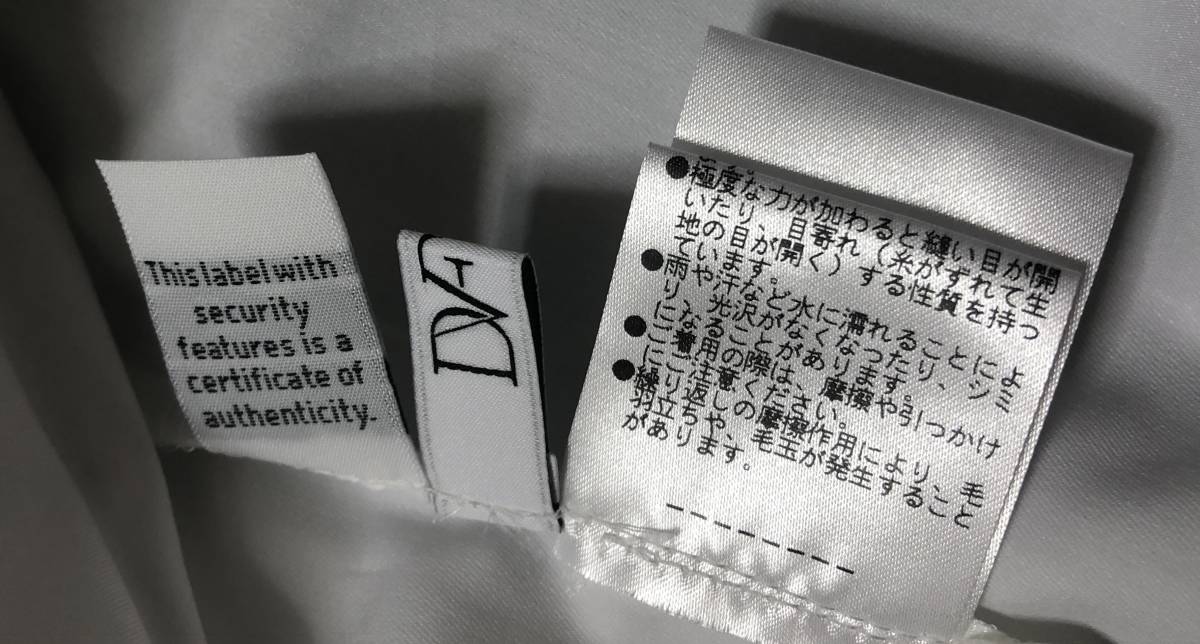 This label with
security
features is a
certificate of
authenticity.
DV
●極度な力が加わると縫い目が開
いたり、目寄れ(糸がずれて生
地の目が開く)する性質を持つ
ています。
●雨や汗など水に濡れることによ
り、光沢がなくなったり、シミ
になることがあります。
●ご着用の際は、摩擦や引つかけ
にご注意ください。
●繰り返しの摩擦作用により、毛
羽立ちや、毛玉が発生すること
があります。
-------